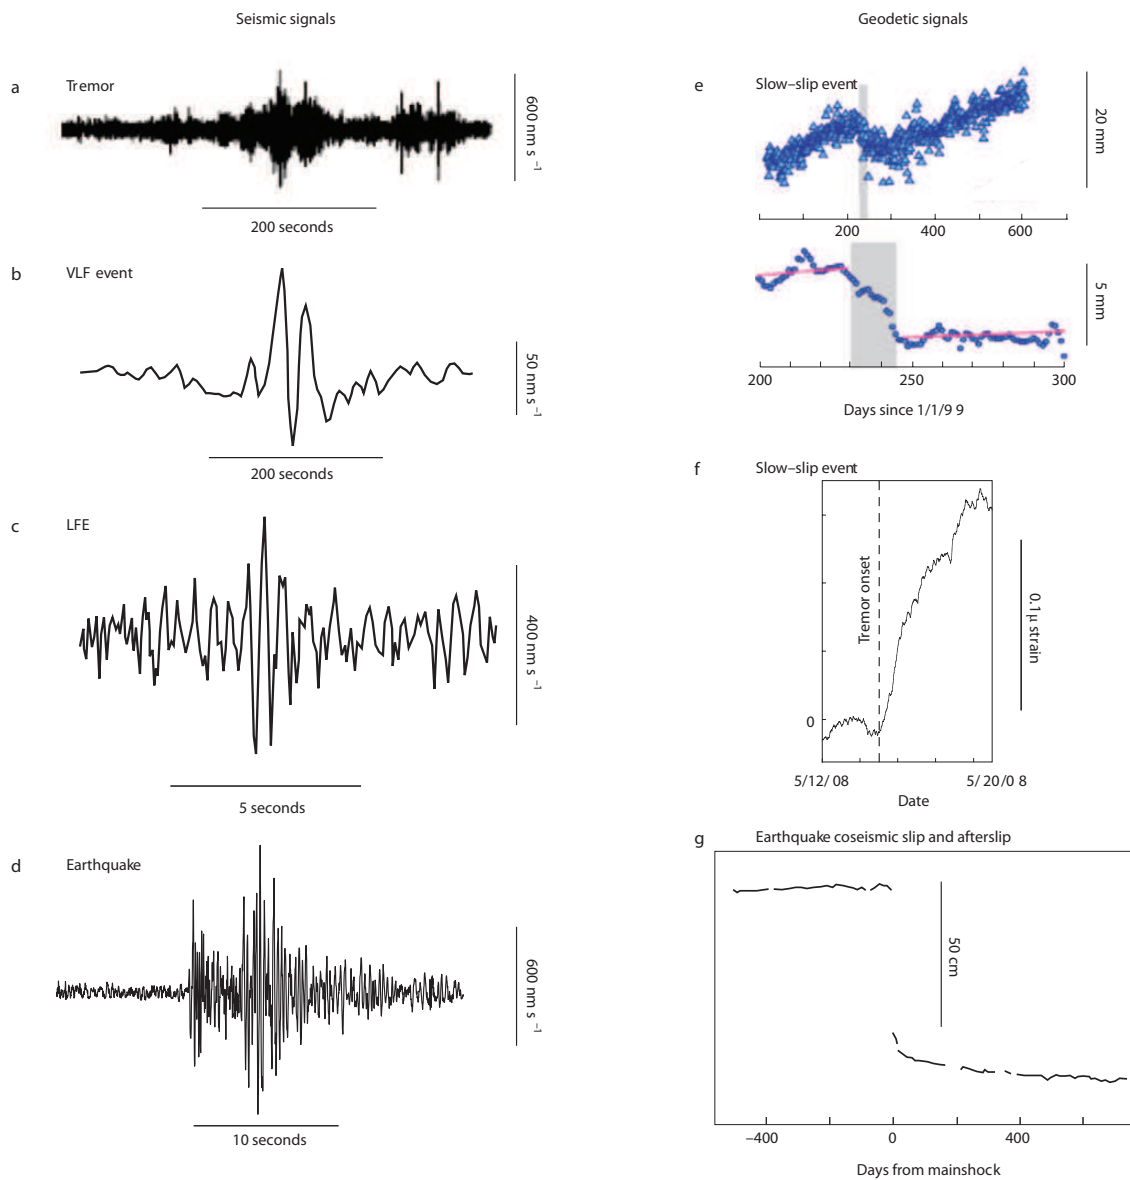 Seismic signals
a
Tremor
600 nm s⁻¹
200 seconds
b
VLF event
50 nm s⁻¹
200 seconds
c
LFE
400 nm s⁻¹
5 seconds
d
Earthquake
600 nm s⁻¹
10 seconds
Geodetic signals
e
Slow–slip event
20 mm
200 400 600
5 mm
200 250 300
Days since 1/1/9 9
f
Slow–slip event
Tremor onset
0.1 µ strain
0
5/12/ 08 5/ 20 /0 8
Date
g
Earthquake coseismic slip and afterslip
50 cm
−400 0 400
Days from mainshock